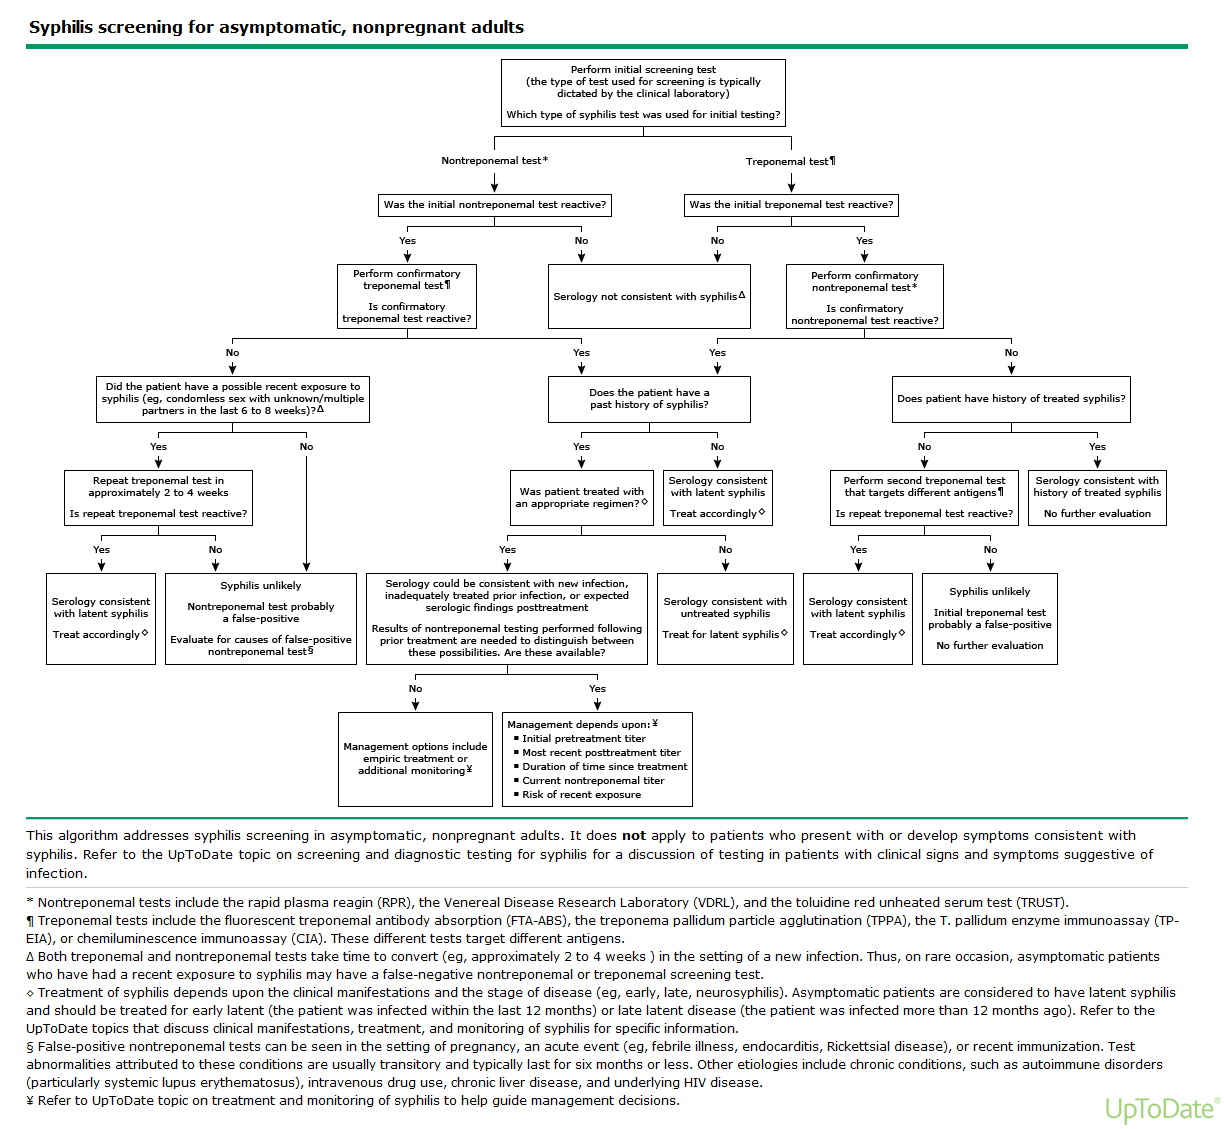 Syphilis screening for asymptomatic, nonpregnant adults
Perform initial screening test
(the type of test used for screening is typically
dictated by the clinical laboratory)
Which type of syphilis test was used for initial testing?
Nontreponemal test*
Treponemal test¶
Was the initial nontreponemal test reactive?
Was the initial treponemal test reactive?
Yes
No
No
Yes
Perform confirmatory
treponemal test¶
Is confirmatory
treponemal test reactive?
Serology not consistent with syphilisΔ
Perform confirmatory
nontreponemal test*
Is confirmatory
nontreponemal test reactive?
No
Yes
Yes
No
Did the patient have a possible recent exposure to
syphilis (eg, condomless sex with unknown/multiple
partners in the last 6 to 8 weeks)?Δ
Does the patient have a
past history of syphilis?
Does patient have history of treated syphilis?
Yes
No
Yes
No
No
Yes
Repeat treponemal test in
approximately 2 to 4 weeks
Is repeat treponemal test reactive?
Was patient treated with
an appropriate regimen?◊
Serology consistent
with latent syphilis
Treat accordingly◊
Perform second treponemal test
that targets different antigens¶
Is repeat treponemal test reactive?
Serology consistent with
history of treated syphilis
No further evaluation
Yes
No
Yes
No
Yes
No
Serology consistent
with latent syphilis
Treat accordingly◊
Syphilis unlikely
Nontreponemal test probably
a false-positive
Evaluate for causes of false-positive
nontreponemal test§
Serology could be consistent with new infection,
inadequately treated prior infection, or expected
serologic findings posttreatment
Results of nontreponemal testing performed following
prior treatment are needed to distinguish between
these possibilities. Are these available?
Serology consistent with
untreated syphilis
Treat for latent syphilis◊
Serology consistent
with latent syphilis
Treat accordingly◊
Syphilis unlikely
Initial treponemal test
probably a false-positive
No further evaluation
No
Yes
Management options include
empiric treatment or
additional monitoring¥
Management depends upon:¥
▪ Initial pretreatment titer
▪ Most recent posttreatment titer
▪ Duration of time since treatment
▪ Current nontreponemal titer
▪ Risk of recent exposure
This algorithm addresses syphilis screening in asymptomatic, nonpregnant adults. It does not apply to patients who present with or develop symptoms consistent with
syphilis. Refer to the UpToDate topic on screening and diagnostic testing for syphilis for a discussion of testing in patients with clinical signs and symptoms suggestive of
infection.
* Nontreponemal tests include the rapid plasma reagin (RPR), the Venereal Disease Research Laboratory (VDRL), and the toluidine red unheated serum test (TRUST).
¶ Treponemal tests include the fluorescent treponemal antibody absorption (FTA-ABS), the treponema pallidum particle agglutination (TPPA), the T. pallidum enzyme immunoassay (TP-
EIA), or chemiluminescence immunoassay (CIA). These different tests target different antigens.
Δ Both treponemal and nontreponemal tests take time to convert (eg, approximately 2 to 4 weeks ) in the setting of a new infection. Thus, on rare occasion, asymptomatic patients
who have had a recent exposure to syphilis may have a false-negative nontreponemal or treponemal screening test.
◊ Treatment of syphilis depends upon the clinical manifestations and the stage of disease (eg, early, late, neurosyphilis). Asymptomatic patients are considered to have latent syphilis
and should be treated for early latent (the patient was infected within the last 12 months) or late latent disease (the patient was infected more than 12 months ago). Refer to the
UpToDate topics that discuss clinical manifestations, treatment, and monitoring of syphilis for specific information.
§ False-positive nontreponemal tests can be seen in the setting of pregnancy, an acute event (eg, febrile illness, endocarditis, Rickettsial disease), or recent immunization. Test
abnormalities attributed to these conditions are usually transitory and typically last for six months or less. Other etiologies include chronic conditions, such as autoimmune disorders
(particularly systemic lupus erythematosus), intravenous drug use, chronic liver disease, and underlying HIV disease.
¥ Refer to UpToDate topic on treatment and monitoring of syphilis to help guide management decisions.
UpToDate®